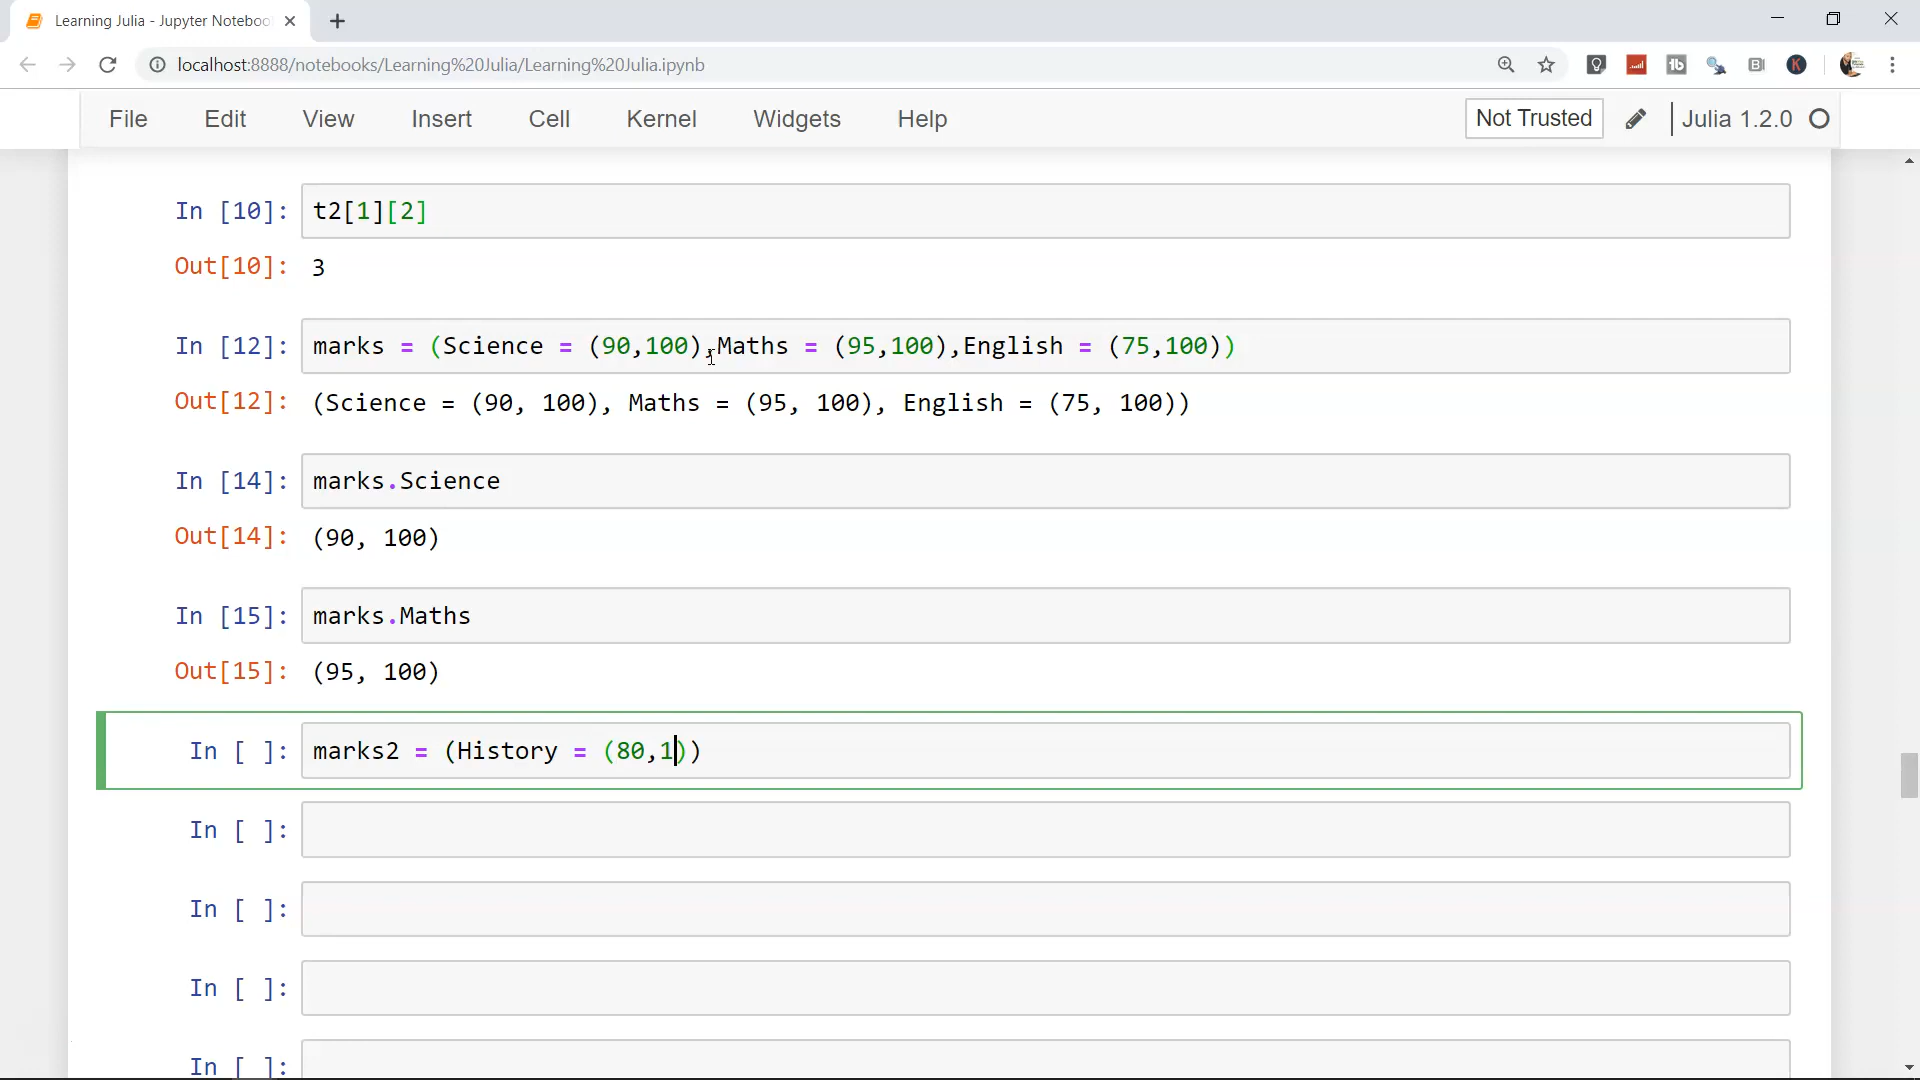 Learning Julia - Jupyter Noteboo
localhost:8888/notebooks/Learning%20Julia/Learning%20Julia.ipynb
File Edit View Insert Cell Kernel Widgets Help Not Trusted Julia 1.2.0
In [10]: t2[1][2]
Out[10]: 3
In [12]: marks = (Science = (90,100),Maths = (95,100),English = (75,100))
Out[12]: (Science = (90, 100), Maths = (95, 100), English = (75, 100))
In [14]: marks.Science
Out[14]: (90, 100)
In [15]: marks.Maths
Out[15]: (95, 100)
In [ ]: marks2 = (History = (80,1))
In [ ]:
In [ ]:
In [ ]:
In [ ]: